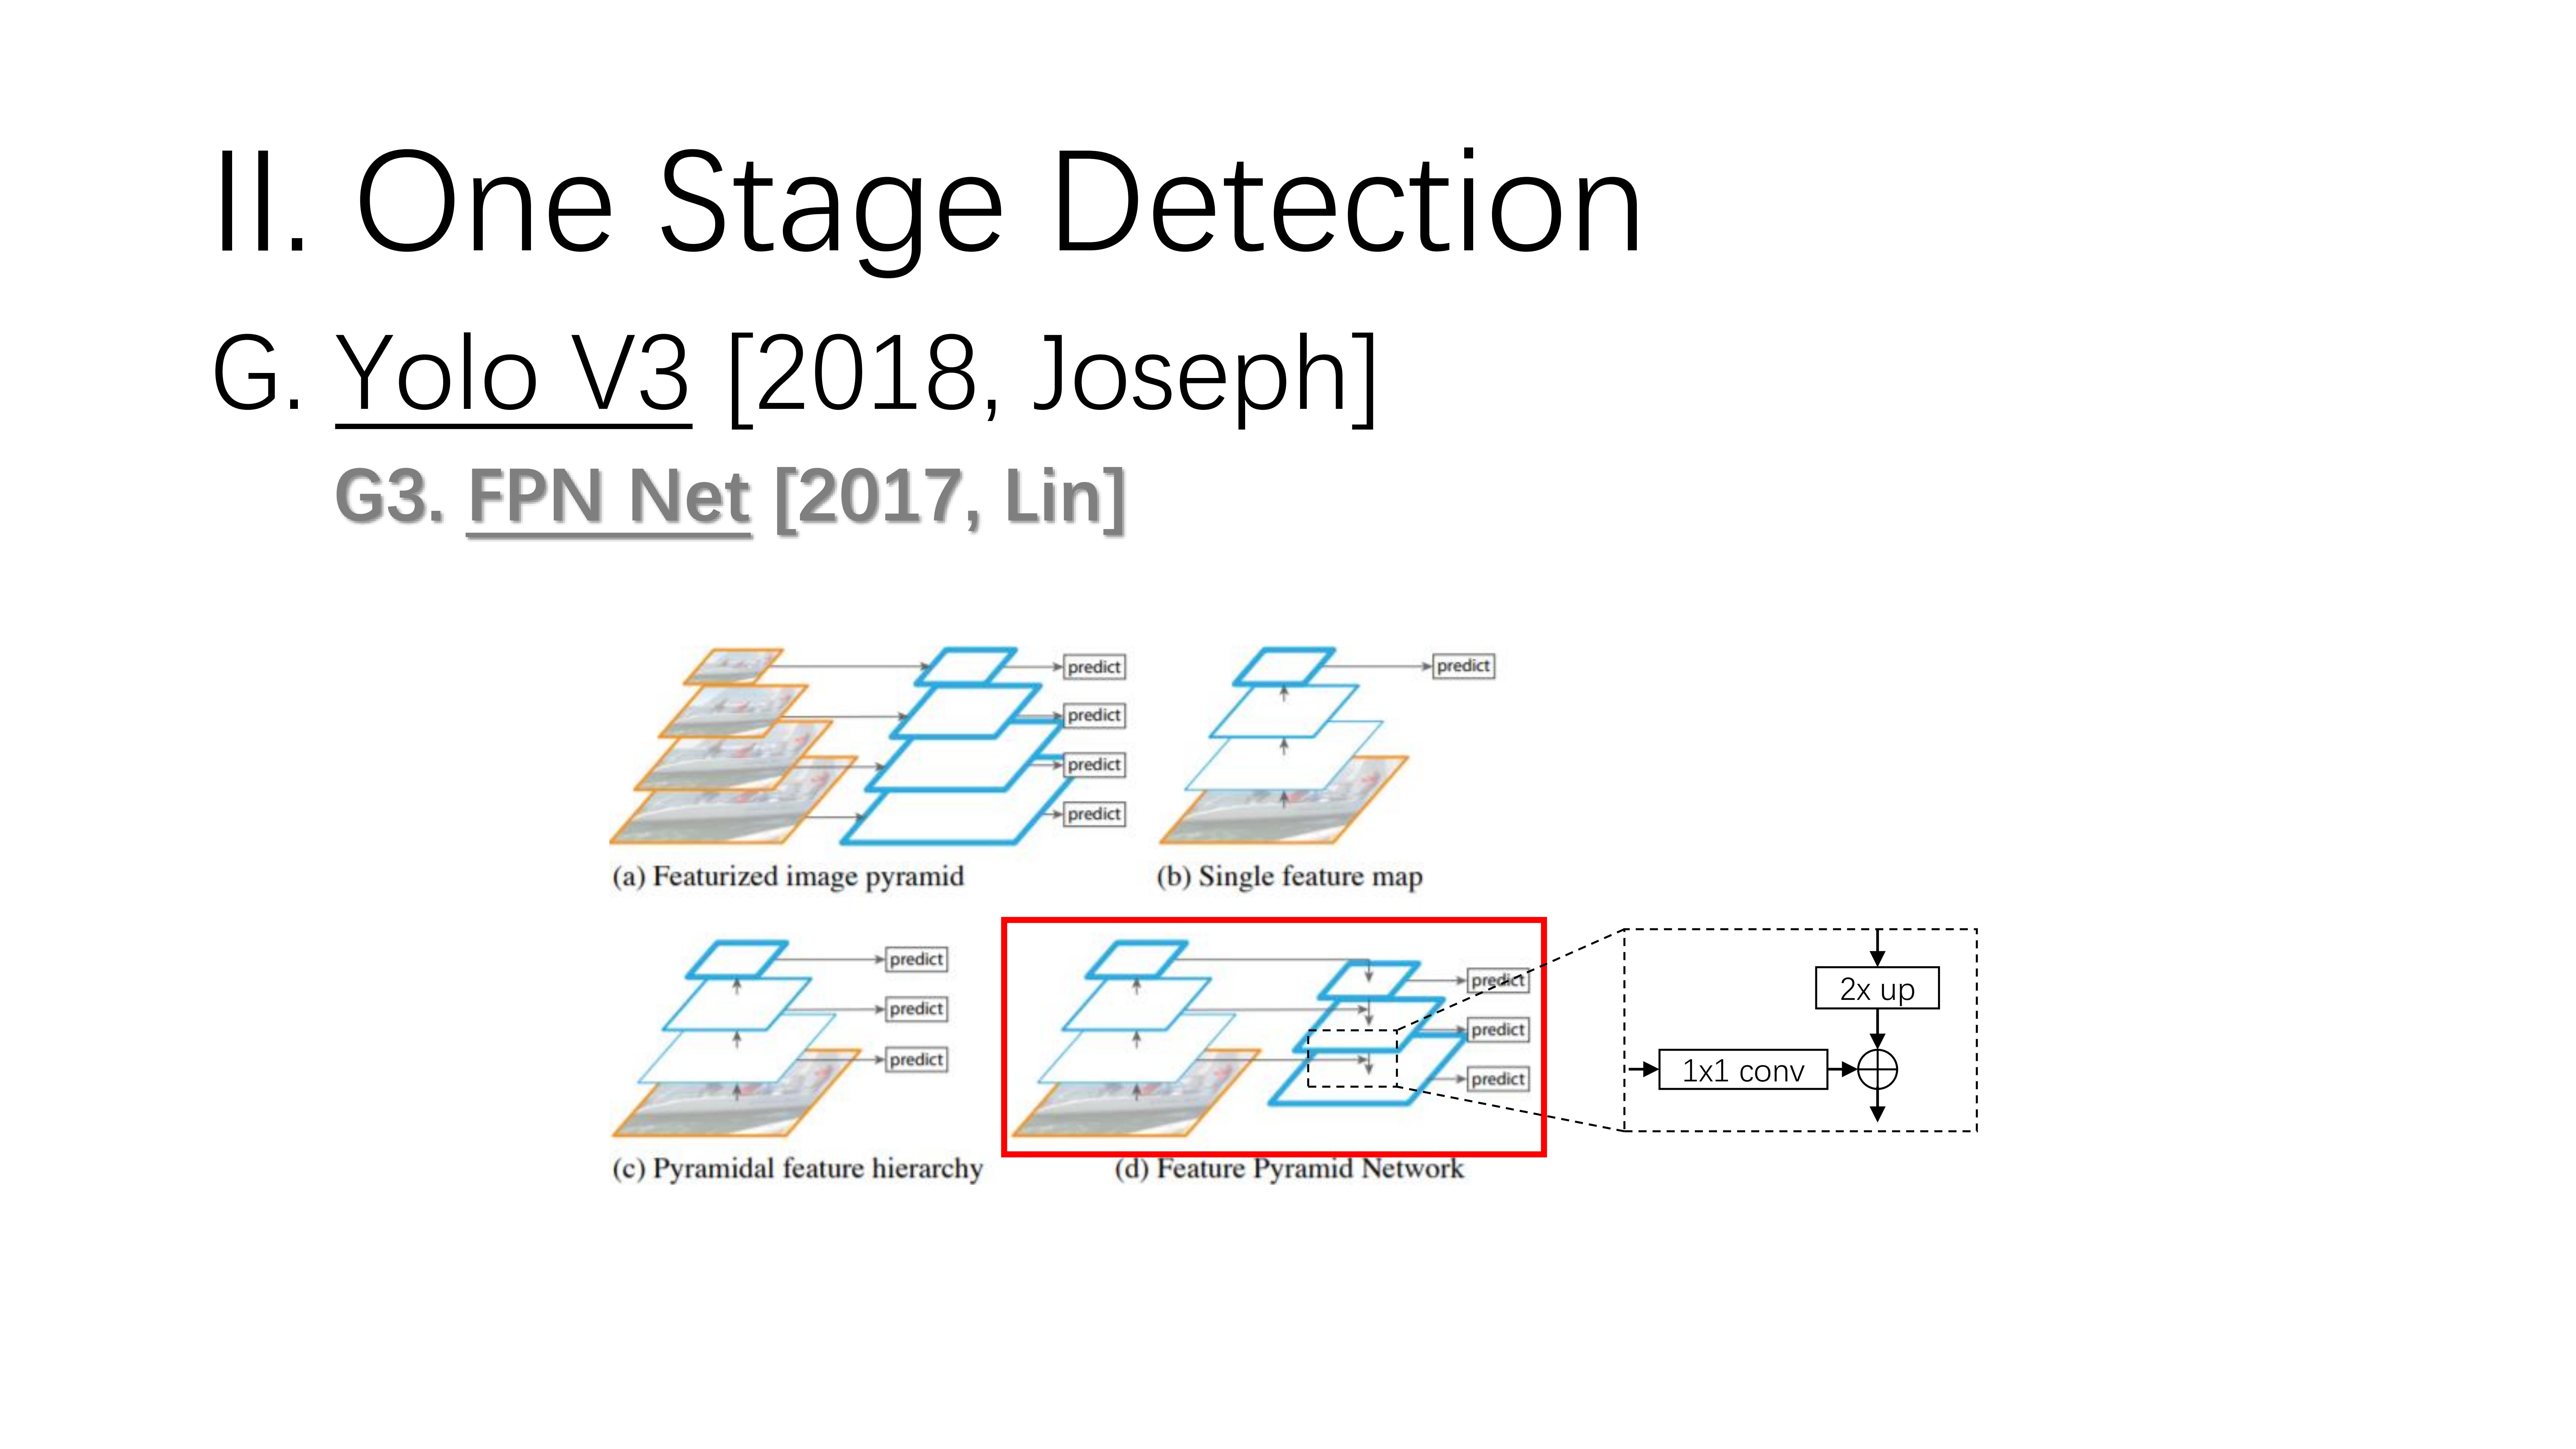 II. One Stage Detection
G. Yolo V3 [2018, Joseph]
G3. FPN Net [2017, Lin]
predict
predict
predict
predict
predict
(a) Featurized image pyramid
(b) Single feature map
predict
predict
predict
predict
predict
predict
2x up
1x1 conv
(c) Pyramidal feature hierarchy
(d) Feature Pyramid Network